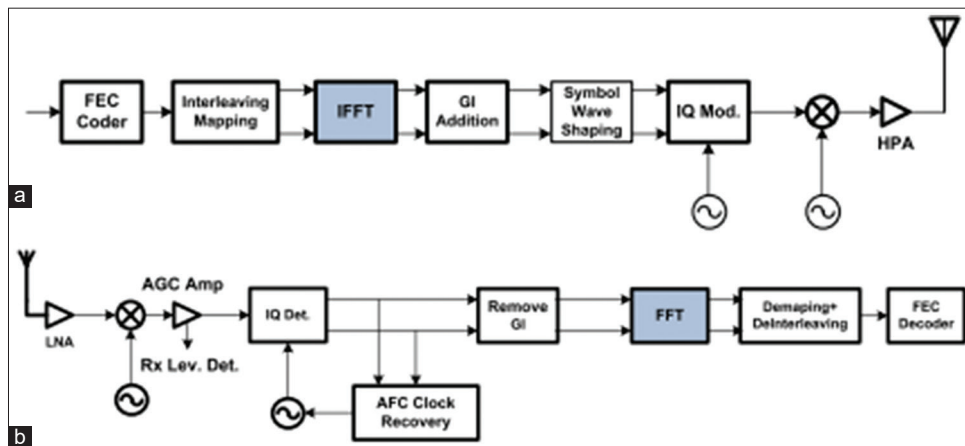 FEC
Coder
Interleaving
Mapping
IFFT
GI
Addition
Symbol
Wave
Shaping
IQ Mod.
HPA
a
LNA
AGC Amp
Rx Lev. Det.
IQ Det.
AFC Clock
Recovery
Remove
GI
FFT
Demaping+
DeInterleaving
FEC
Decoder
b